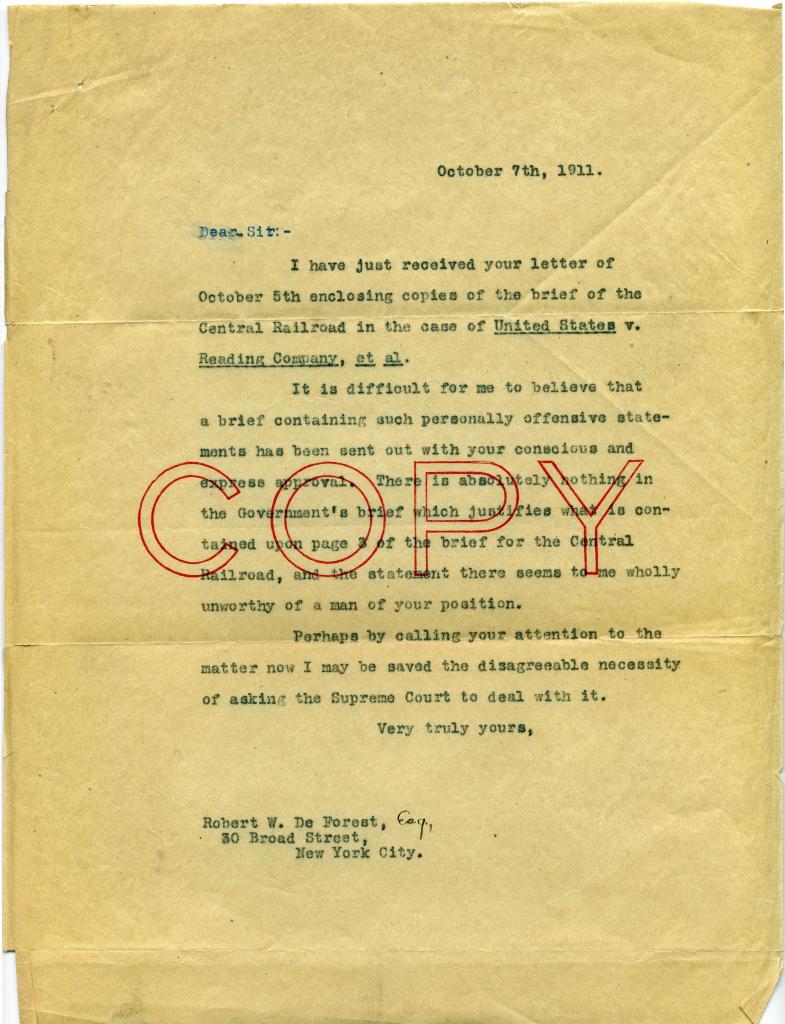 October 7th, 1911.
Dear Sir:-
I have just received your letter of
October 5th enclosing copies of the brief of the
Central Railroad in the case of United States v.
Reading Company, et al.
It is difficult for me to believe that
a brief containing such personally offensive state-
ments has been sent out with your conscious and
express approval. There is absolutely nothing in
the Government's brief which justifies what is con-
tained upon page 3 of the brief for the Central
Railroad, and the statement there seems to me wholly
unworthy of a man of your position.
COPY
Perhaps by calling your attention to the
matter now I may be saved the disagreeable necessity
of asking the Supreme Court to deal with it.
Very truly yours,
Robert W. De Forest, Esq.,
30 Broad Street,
New York City.